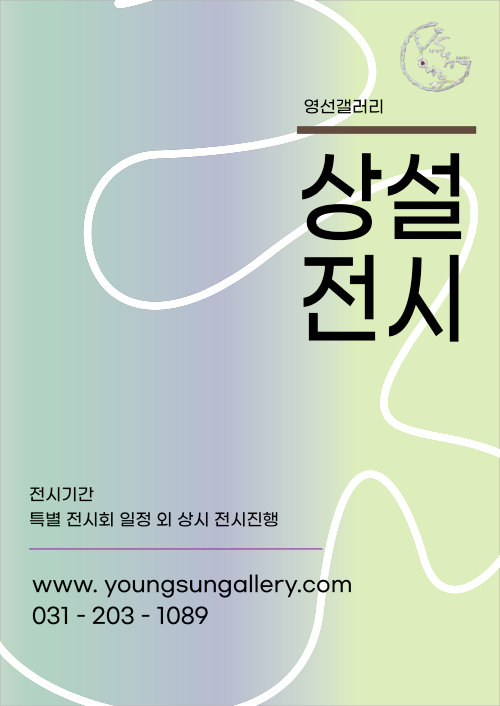 영선갤러리
상설
전시
전시기간
특별 전시회 일정 외 상시 전시진행
www. youngsungallery.com
031 - 203 - 1089